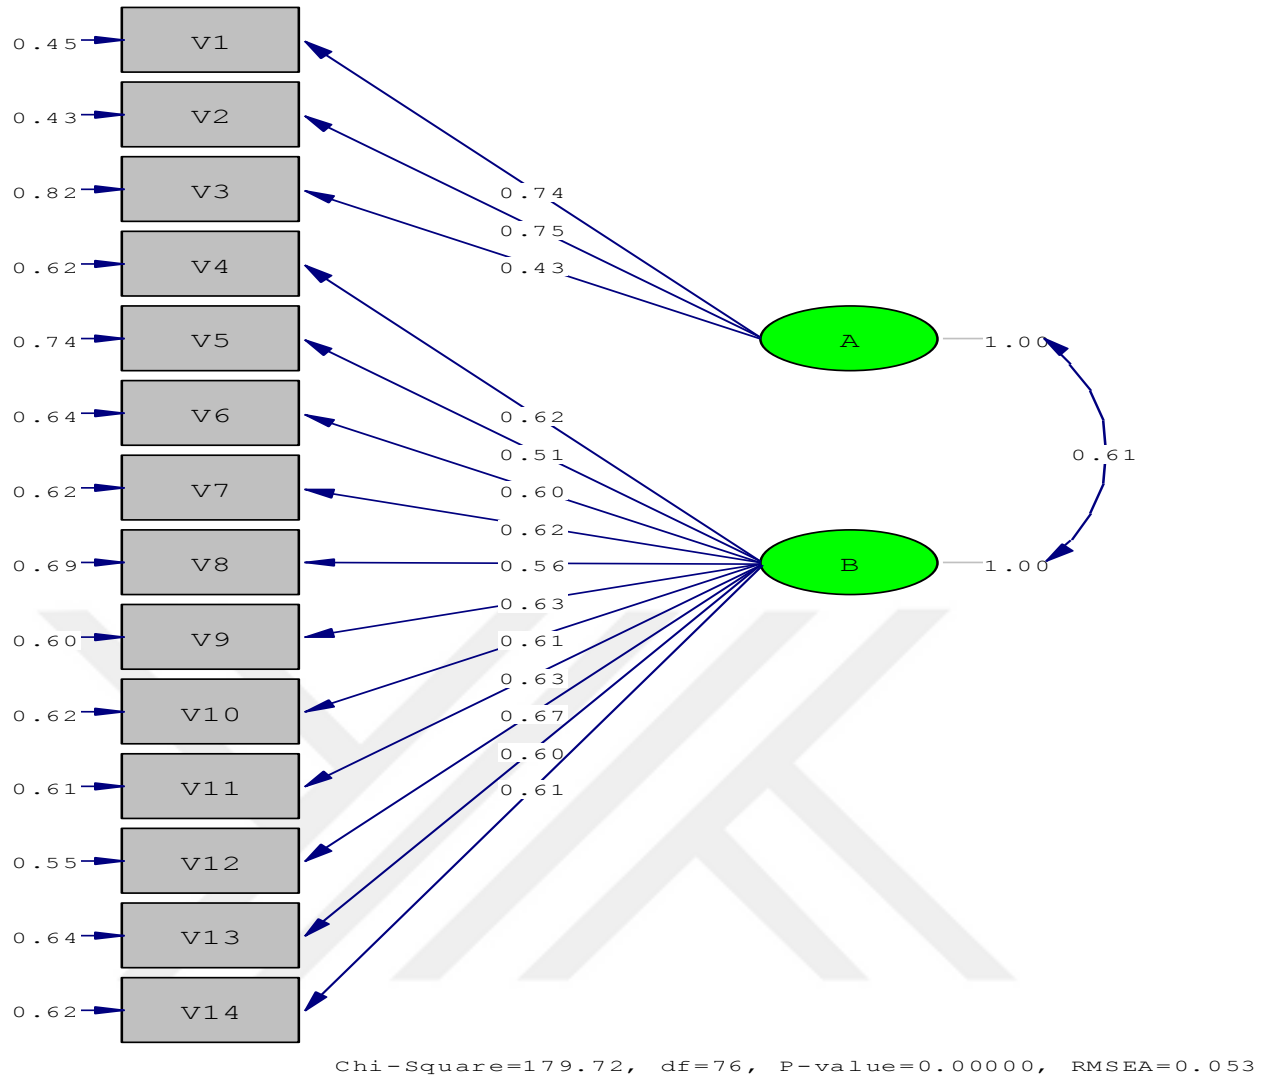 0.45 V1
0.43 V2
0.82 V3 0.74
0.75
0.62 V4 0.43
0.74 V5 A 1.00
0.64 V6 0.62
0.51 0.61
0.62 V7 0.60
0.62
0.69 V8 0.56 B 1.00
0.63
0.60 V9 0.61
0.63
0.62 V10 0.67
0.60
0.61 V11 0.61
0.55 V12
0.64 V13
0.62 V14
Chi-Square=179.72, df=76, P-value=0.00000, RMSEA=0.053